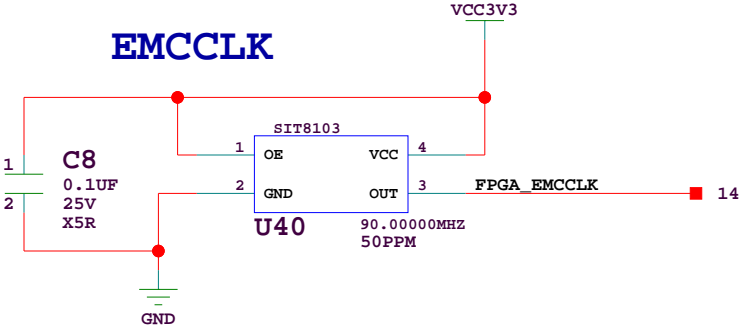 VCC3V3
EMCCLK
SIT8103
1 OE VCC 4
2 GND OUT 3 FPGA_EMCCLK 14
U40
90.00000MHZ
50PPM
1 C8
0.1UF
2 25V
X5R
GND